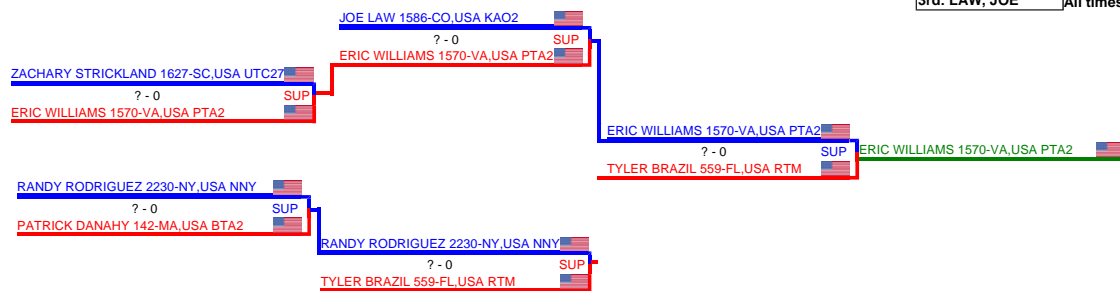 3rd: LAW, JOE All times
JOE LAW 1586-CO,USA KAO2
? - 0 SUP
ERIC WILLIAMS 1570-VA,USA PTA2
ZACHARY STRICKLAND 1627-SC,USA UTC27
? - 0 SUP
ERIC WILLIAMS 1570-VA,USA PTA2
ERIC WILLIAMS 1570-VA,USA PTA2
? - 0 SUP
ERIC WILLIAMS 1570-VA,USA PTA2
TYLER BRAZIL 559-FL,USA RTM
RANDY RODRIGUEZ 2230-NY,USA NNY
? - 0 SUP
PATRICK DANAHY 142-MA,USA BTA2
RANDY RODRIGUEZ 2230-NY,USA NNY
? - 0 SUP
TYLER BRAZIL 559-FL,USA RTM